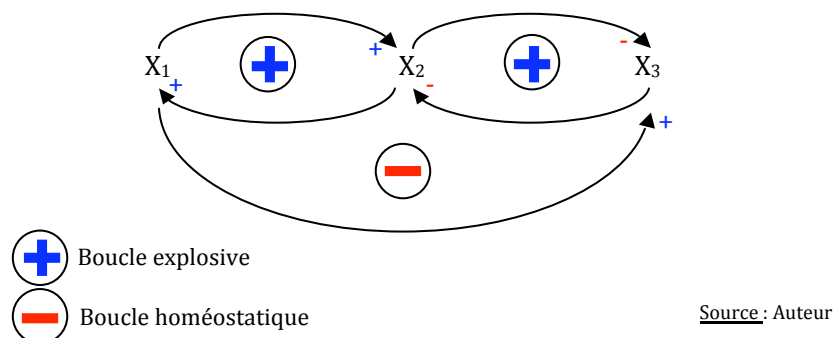 + -
X₁ X₂ X₃
+ - +
Boucle explosive
Boucle homéostatique
Source : Auteur